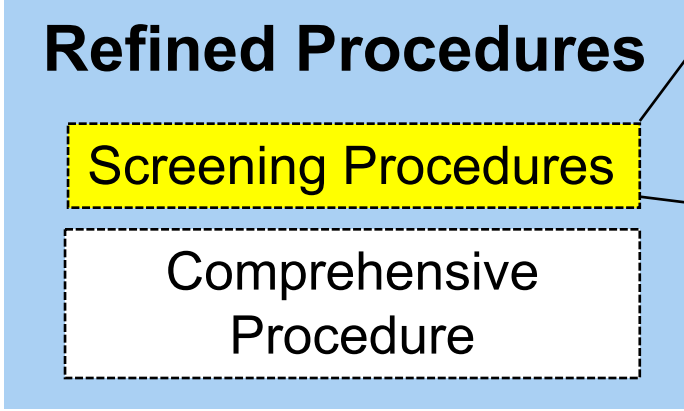 Refined Procedures
Screening Procedures
Comprehensive
Procedure